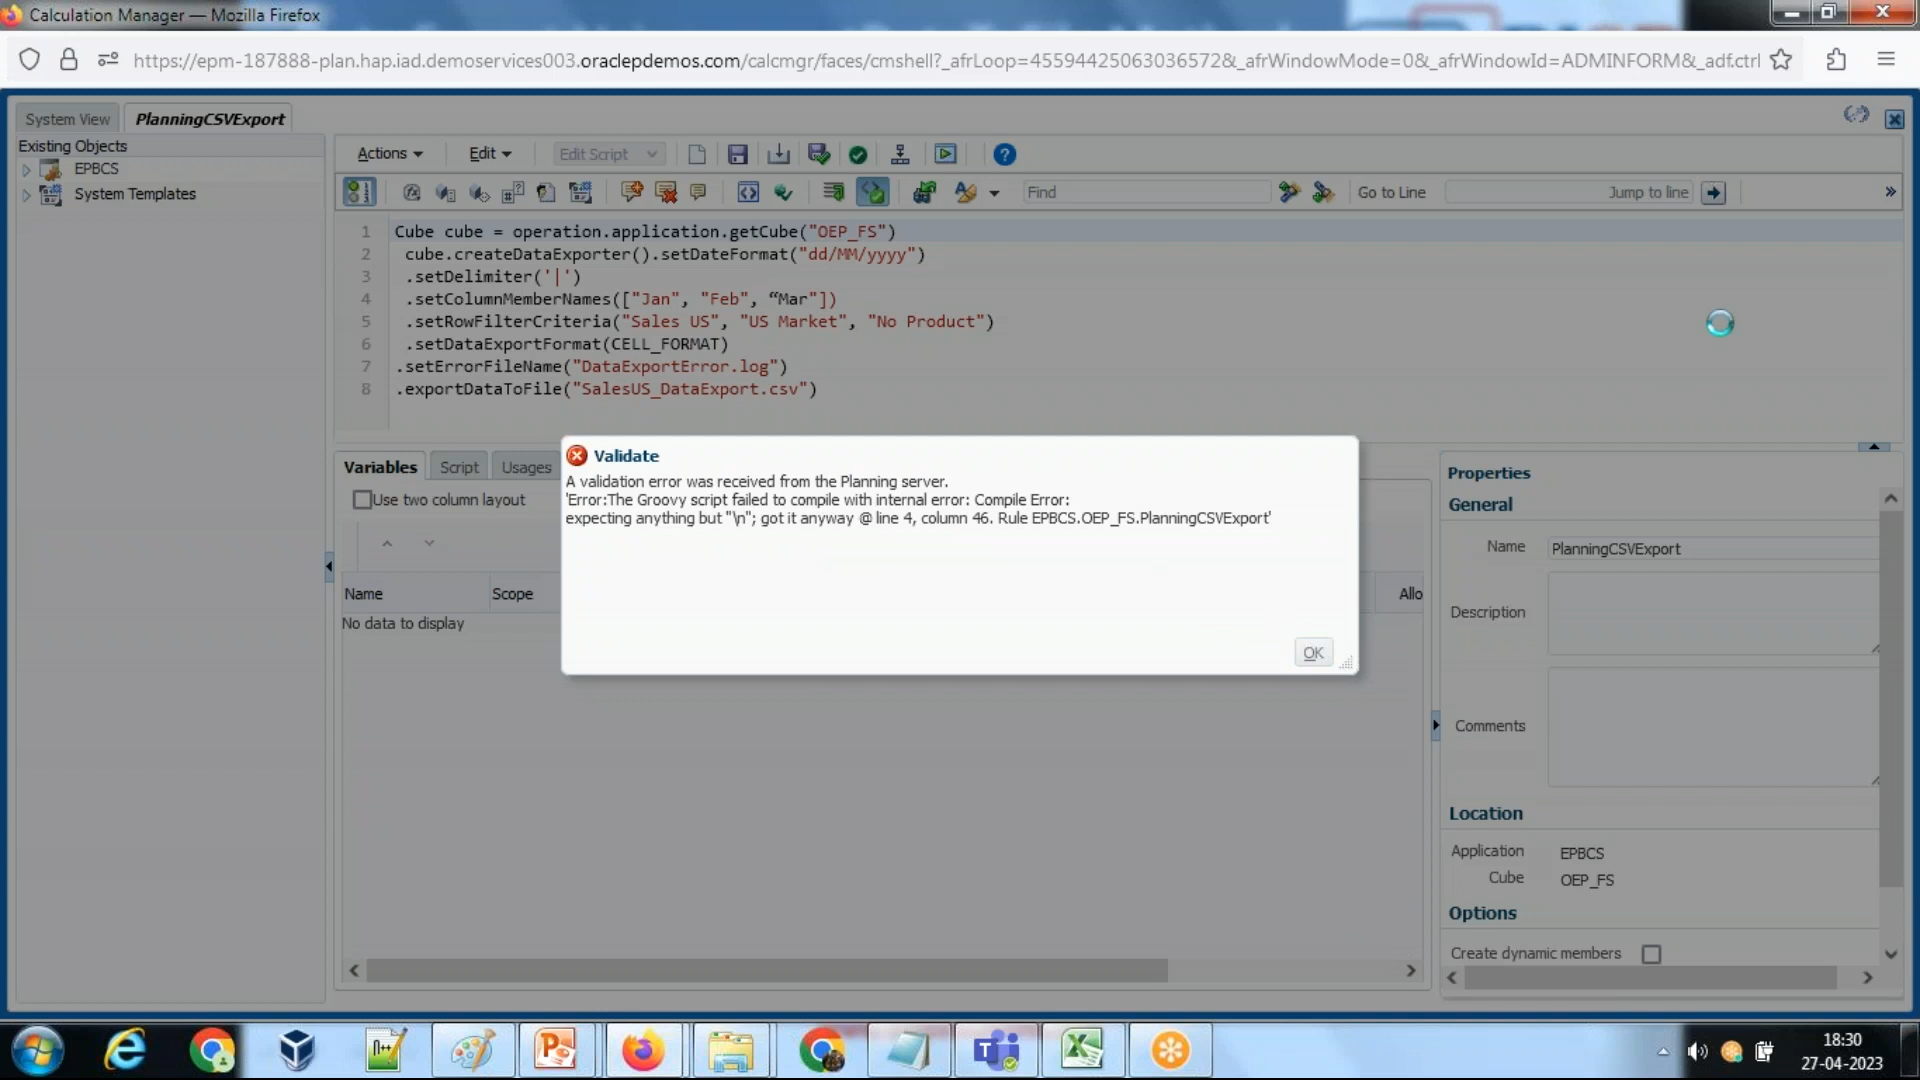 Calculation Manager — Mozilla Firefox
https://epm-187888-plan.hap.iad.demoservices003.oraclepdemos.com/calcmgr/faces/cmshell?_afrLoop=45594425063036572&_afrWindowMode=0&_afrWindowId=ADMINFORM&_adf.ctrl
System View
PlanningCSVExport
Existing Objects
EPBCS
System Templates
Actions
Edit
Edit Script
Find
Go to Line
Jump to line
1 Cube cube = operation.application.getCube("OEP_FS")
2 cube.createDataExporter().setDateFormat("dd/MM/yyyy")
3 .setDelimiter('|')
4 .setColumnMemberNames(["Jan", "Feb", “Mar"])
5 .setRowFilterCriteria("Sales US", "US Market", "No Product")
6 .setDataExportFormat(CELL_FORMAT)
7 .setErrorFileName("DataExportError.log")
8 .exportDataToFile("SalesUS_DataExport.csv")
Validate
A validation error was received from the Planning server.
'Error:The Groovy script failed to compile with internal error: Compile Error:
expecting anything but "\n"; got it anyway @ line 4, column 46. Rule EPBCS.OEP_FS.PlanningCSVExport'
OK
Variables
Script
Usages
Use two column layout
Name
Scope
Allo
No data to display
Properties
General
Name
PlanningCSVExport
Description
Comments
Location
Application
EPBCS
Cube
OEP_FS
Options
Create dynamic members
18:30
27-04-2023